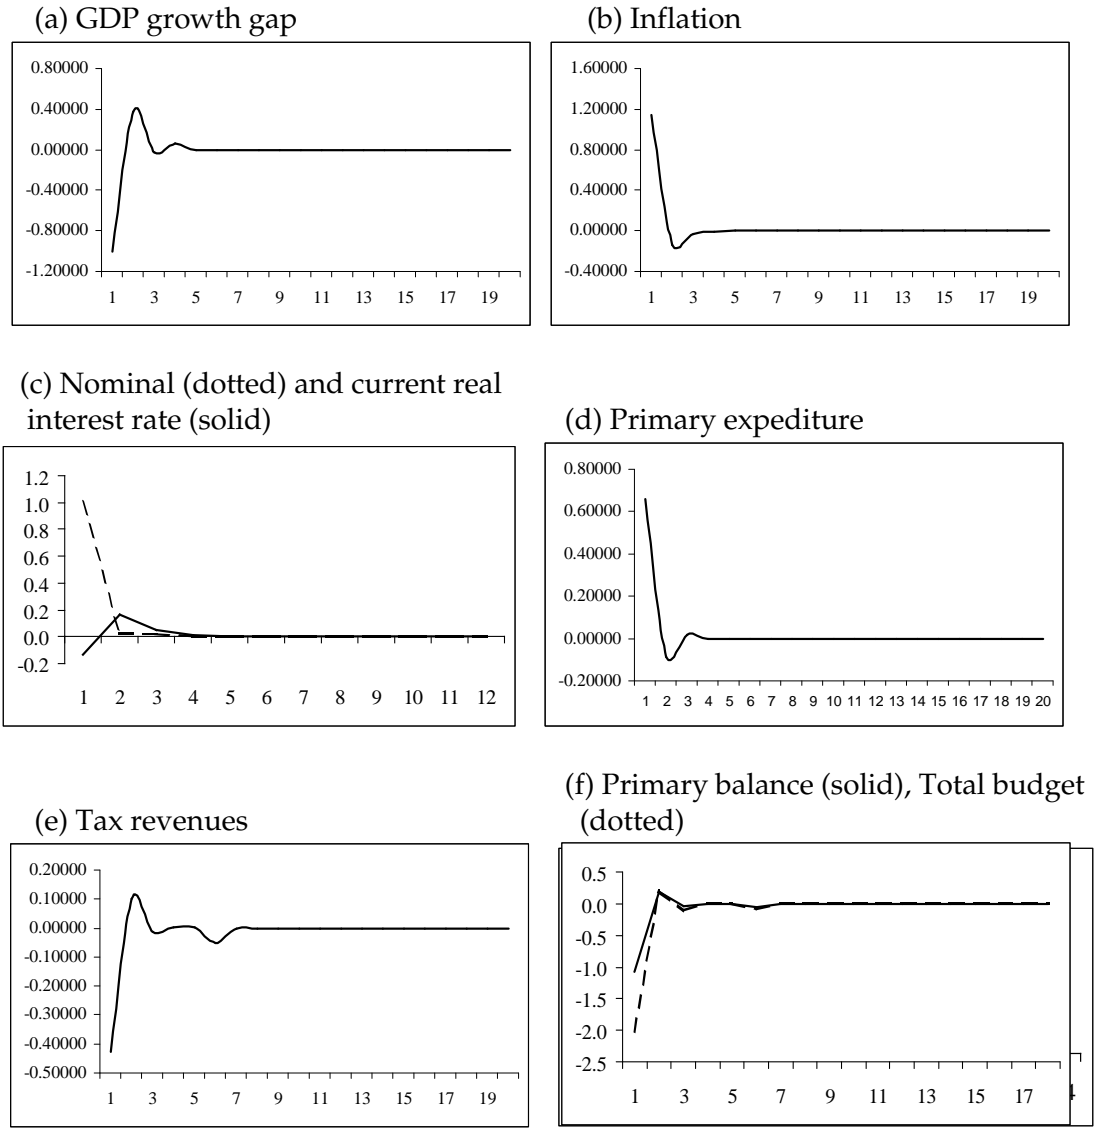 (a) GDP growth gap
(b) Inflation
0.80000
0.40000
0.00000
-0.40000
-0.80000
-1.20000
1 3 5 7 9 11 13 15 17 19
1.60000
1.20000
0.80000
0.40000
0.00000
-0.40000
1 3 5 7 9 11 13 15 17 19
(c) Nominal (dotted) and current real
interest rate (solid)
(d) Primary expediture
1.2
1.0
0.8
0.6
0.4
0.2
0.0
-0.2
1 2 3 4 5 6 7 8 9 10 11 12
0.80000
0.60000
0.40000
0.20000
0.00000
-0.20000
1 2 3 4 5 6 7 8 9 10 11 12 13 14 15 16 17 18 19 20
(e) Tax revenues
(f) Primary balance (solid), Total budget
(dotted)
0.20000
0.10000
0.00000
-0.10000
-0.20000
-0.30000
-0.40000
-0.50000
1 3 5 7 9 11 13 15 17 19
0.5
0.0
-0.5
-1.0
-1.5
-2.0
-2.5
1 3 5 7 9 11 13 15 17